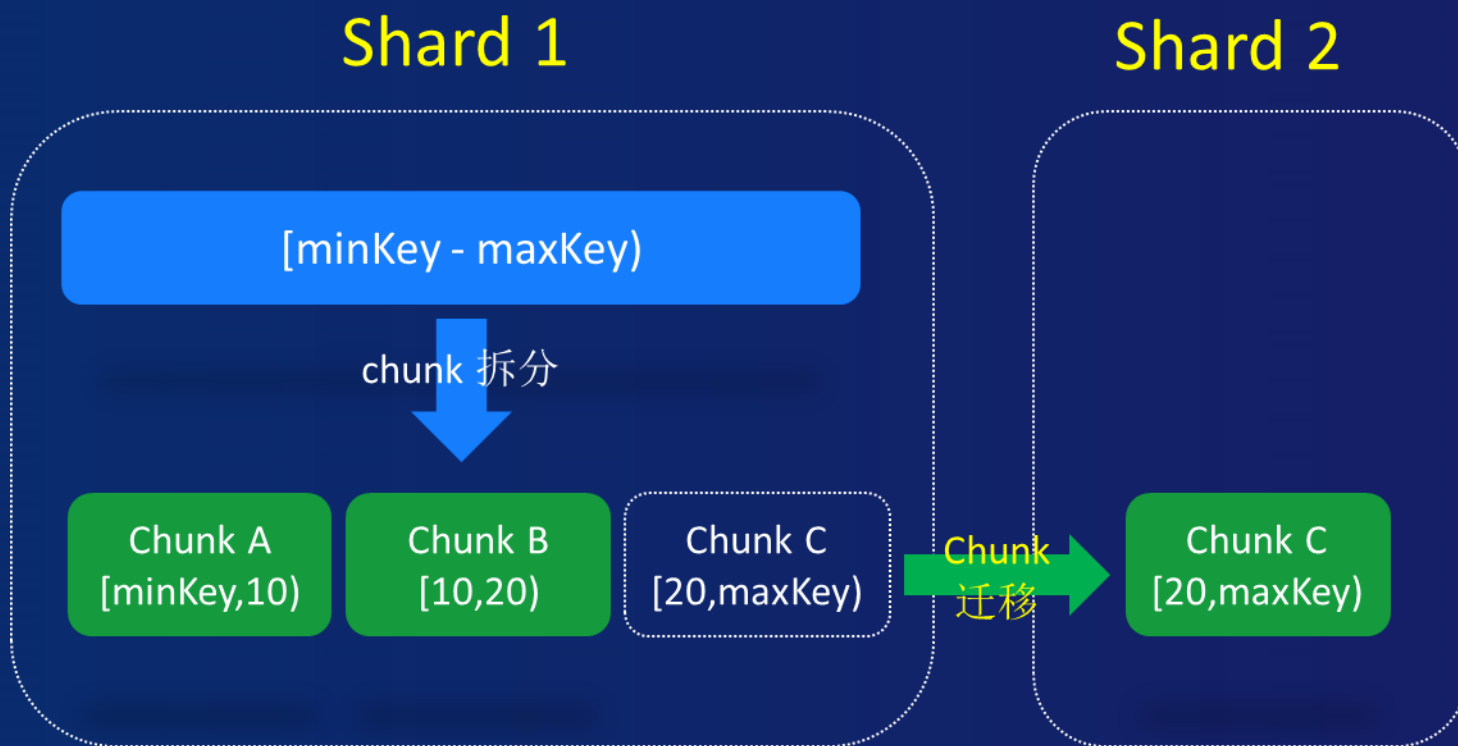 Shard 1
Shard 2
[minKey - maxKey)
chunk 拆分
Chunk A
[minKey,10)
Chunk B
[10,20)
Chunk C
[20,maxKey)
Chunk
迁移
Chunk C
[20,maxKey)